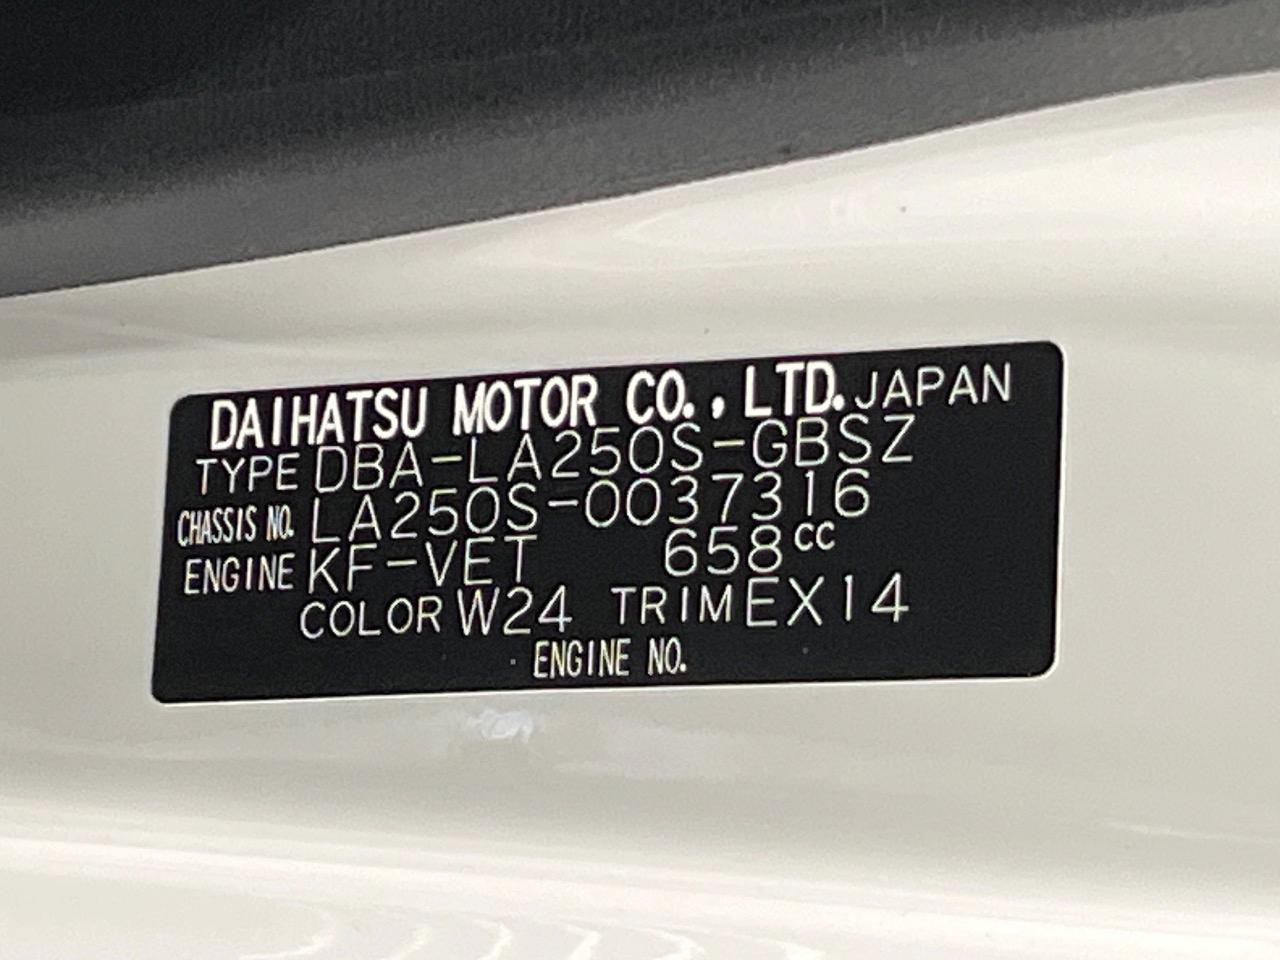 DAIHATSU MOTOR CO., LTD. JAPAN
TYPE DBA-LA250S-GBSZ
CHASSIS NO. LA250S-0037316
ENGINE KF-VET 658cc
COLOR W24 TRIM EX14
ENGINE NO.